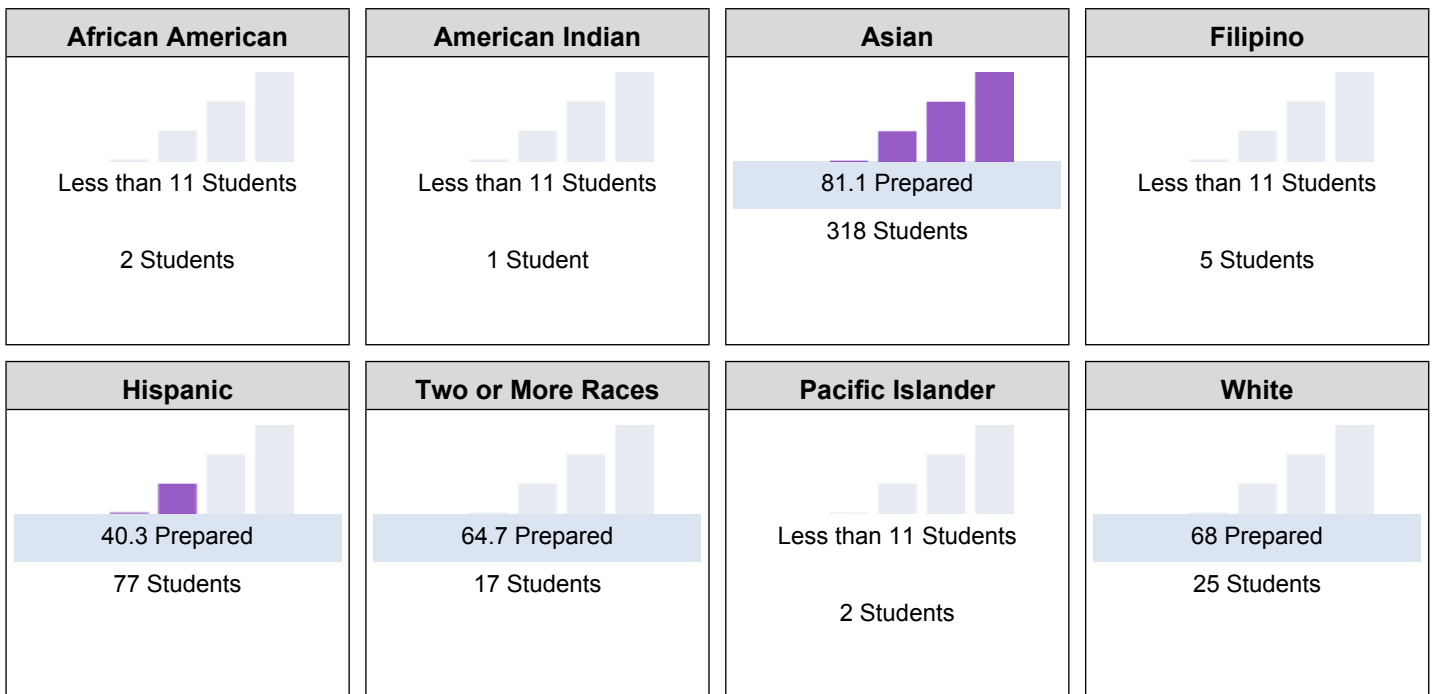 African American
Less than 11 Students
2 Students
American Indian
Less than 11 Students
1 Student
Asian
81.1 Prepared
318 Students
Filipino
Less than 11 Students
5 Students
Hispanic
40.3 Prepared
77 Students
Two or More Races
64.7 Prepared
17 Students
Pacific Islander
Less than 11 Students
2 Students
White
68 Prepared
25 Students